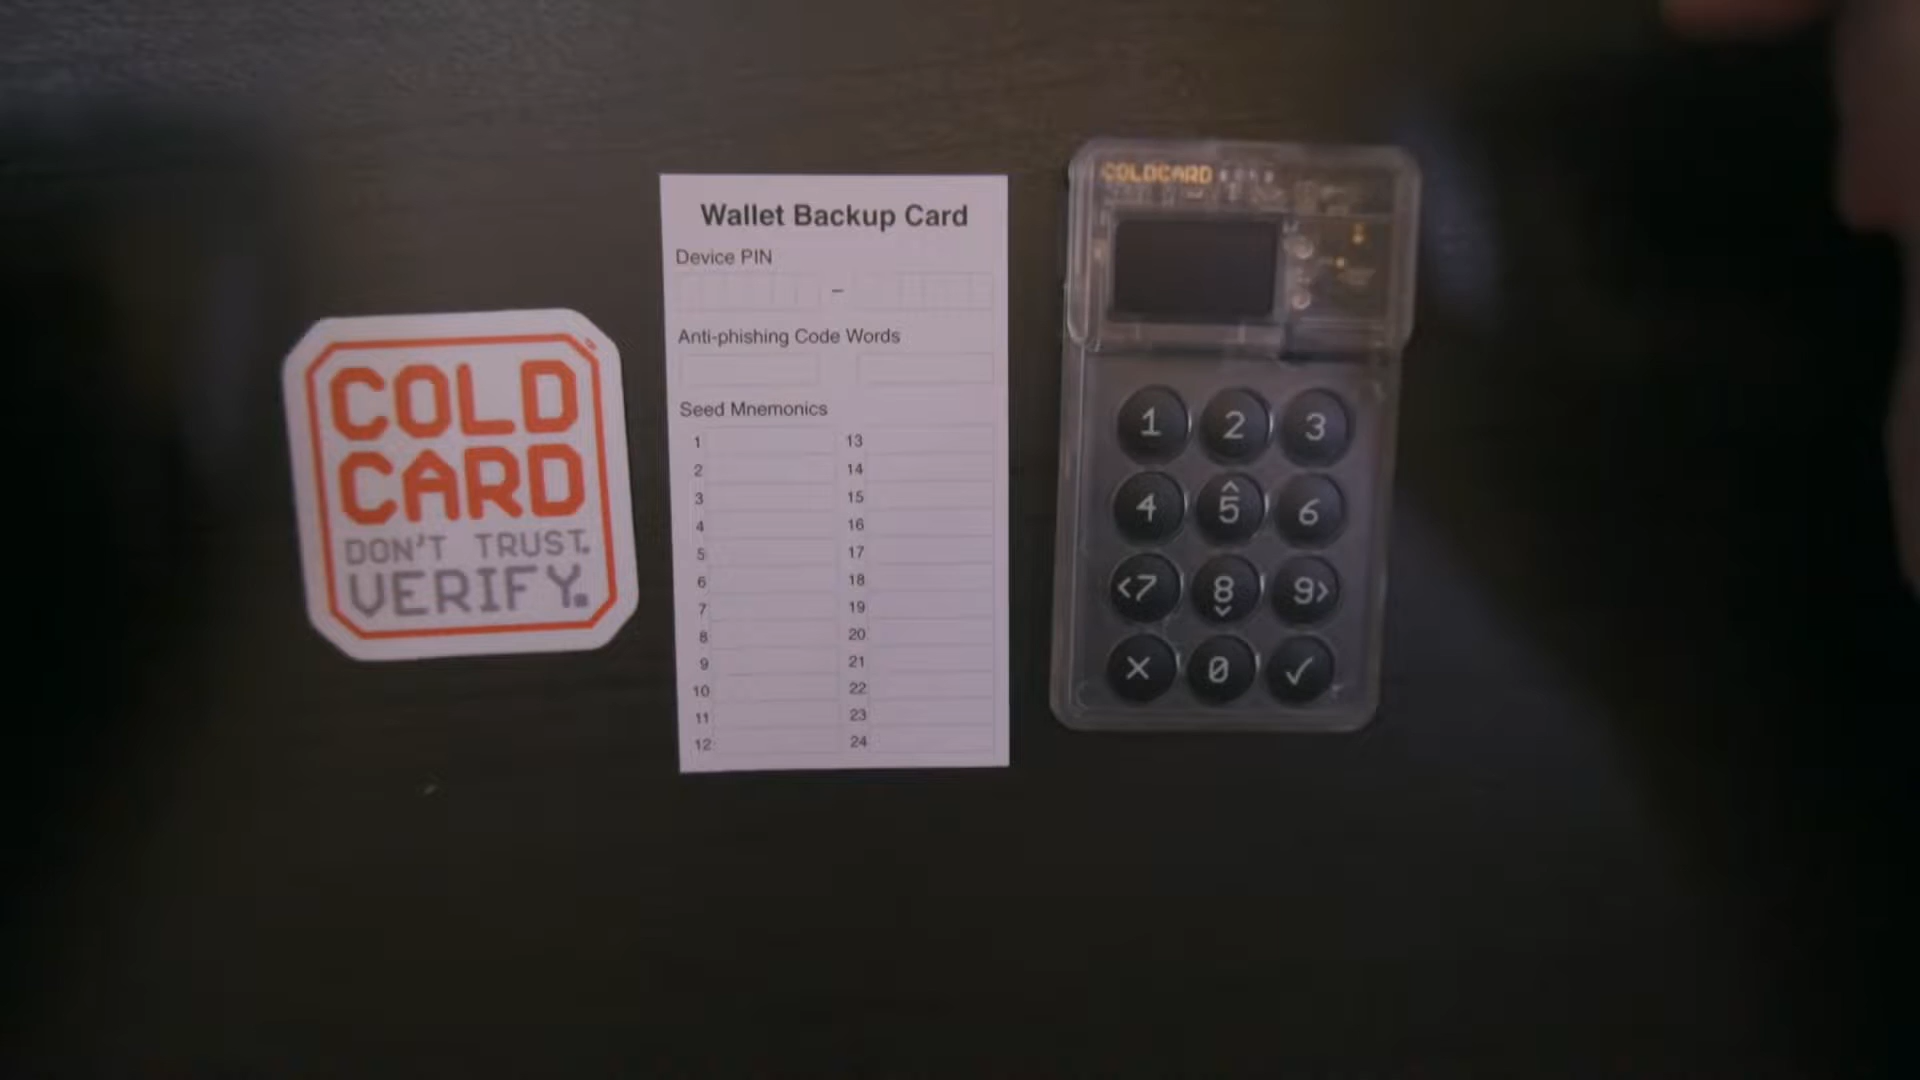 COLD
CARD
DON'T TRUST.
VERIFY.
Wallet Backup Card
Device PIN
–
Anti-phishing Code Words
Seed Mnemonics
1 13
2 14
3 15
4 16
5 17
6 18
7 19
8 20
9 21
10 22
11 23
12 24
COLDCARD
1 2 3
4 5 6
<7 8 9>
X 0 ✓